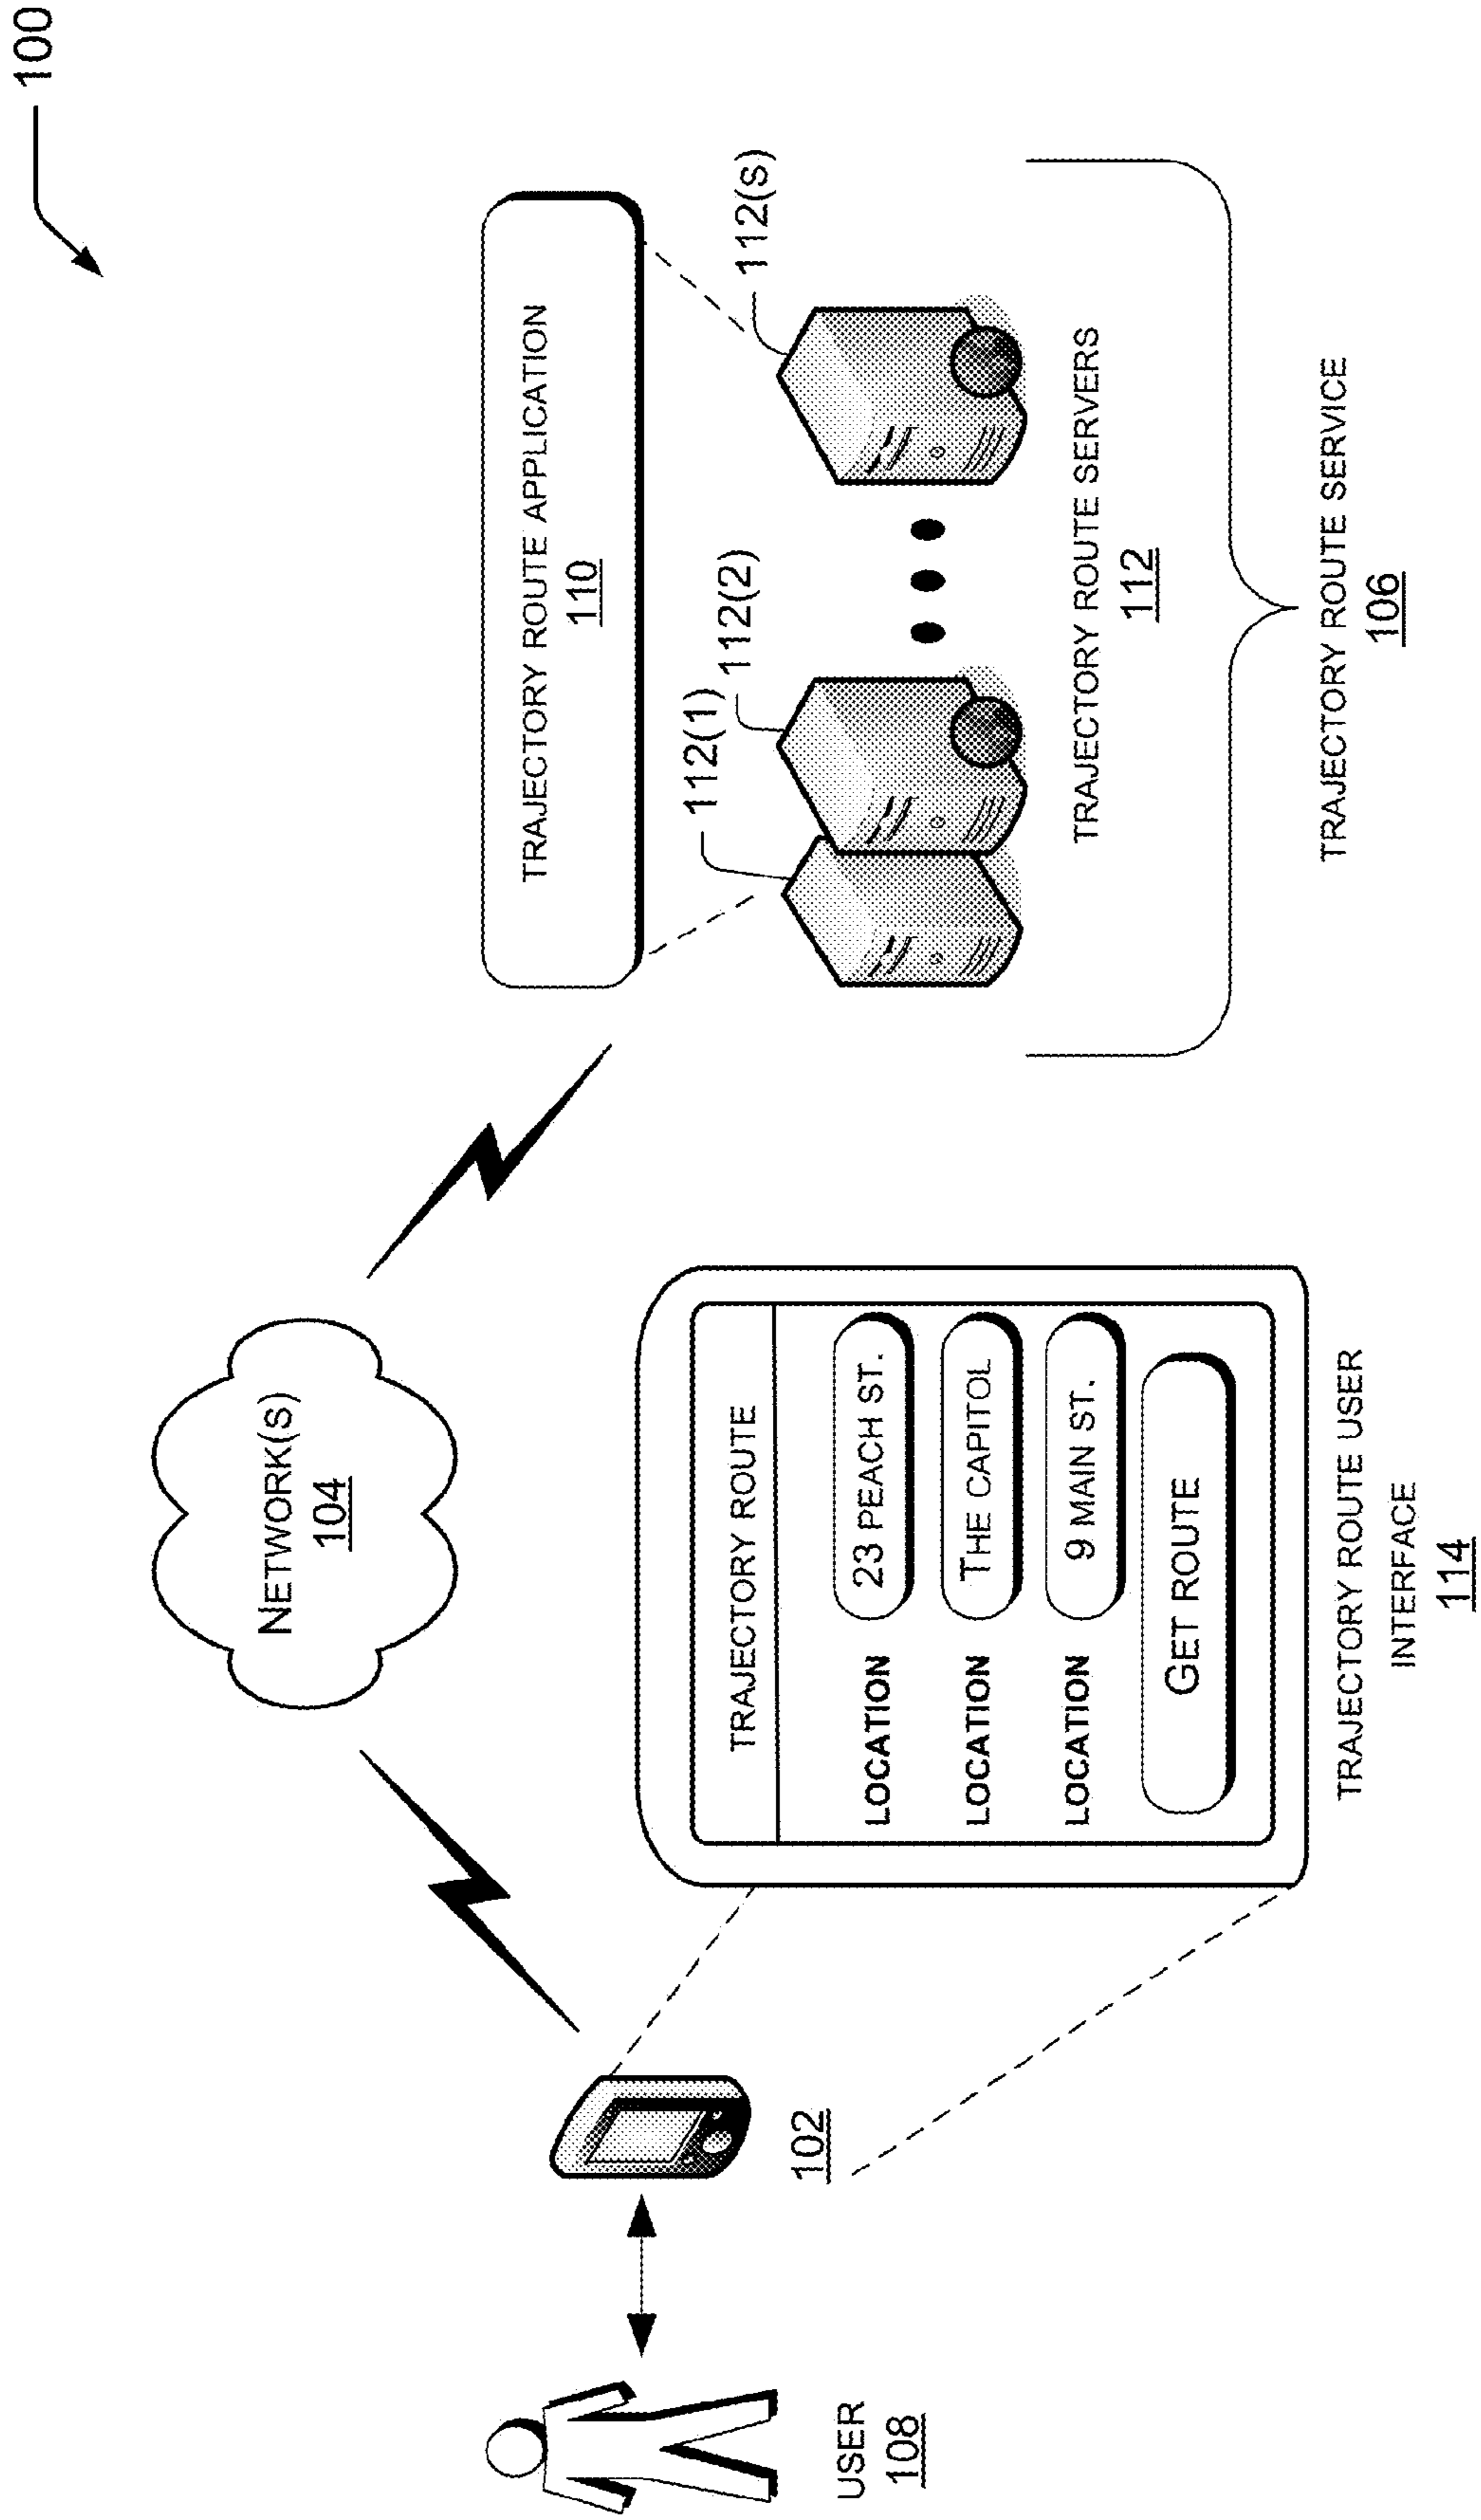 100
NETWORK(S)
104
TRAJECTORY ROUTE APPLICATION
110
112(1)
112(2)
112(s)
TRAJECTORY ROUTE SERVERS
112
TRAJECTORY ROUTE SERVICE
106
USER
108
102
TRAJECTORY ROUTE
LOCATION 23 PEACH ST.
LOCATION THE CAPITOL
LOCATION 9 MAIN ST.
GET ROUTE
TRAJECTORY ROUTE USER
INTERFACE
114